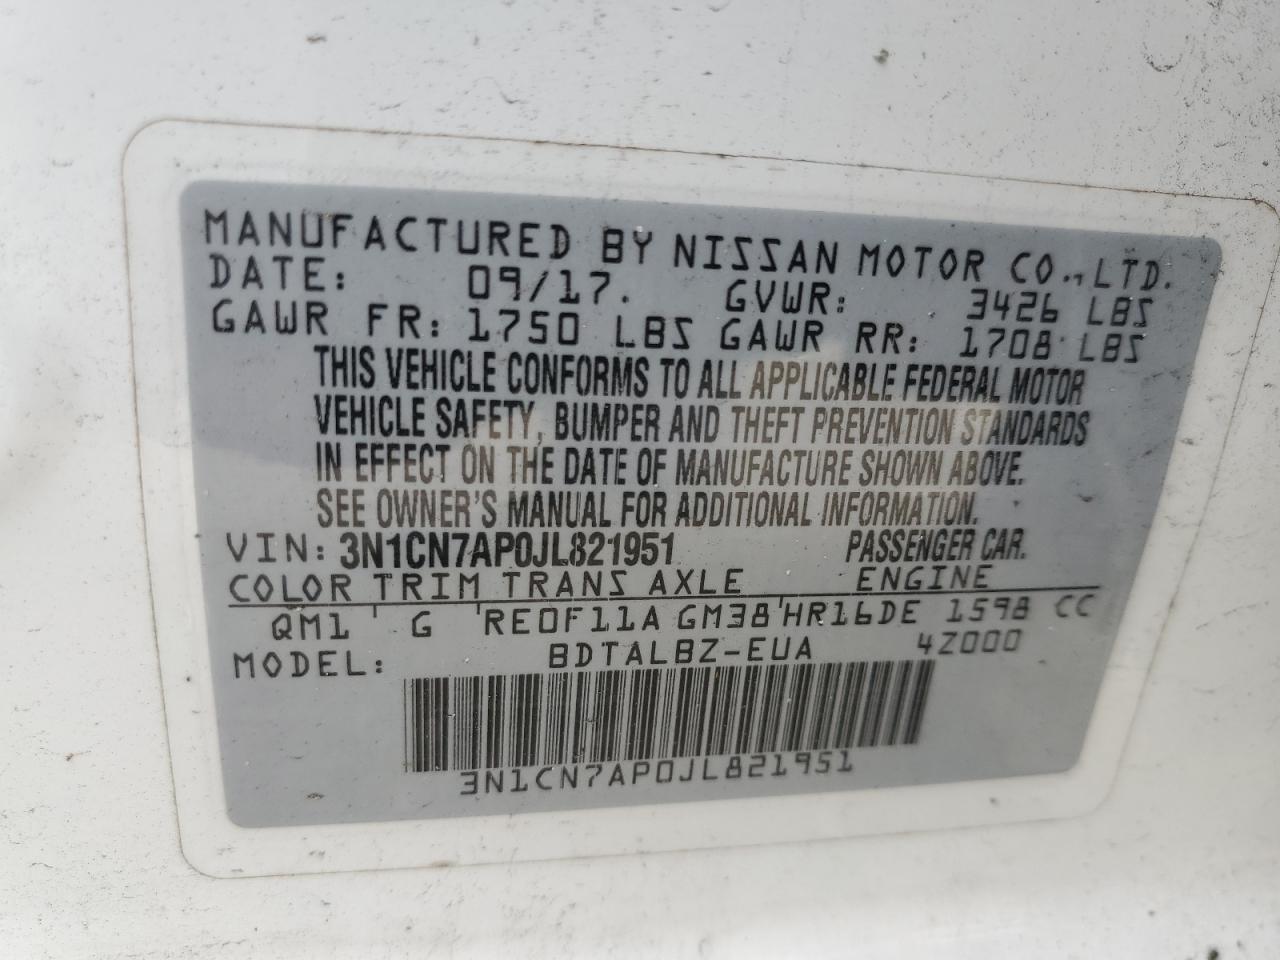 MANUFACTURED BY NISSAN MOTOR CO., LTD.
DATE: 09/17. GVWR: 3426 LBS
GAWR FR: 1750 LBS GAWR RR: 1708 LBS
THIS VEHICLE CONFORMS TO ALL APPLICABLE FEDERAL MOTOR
VEHICLE SAFETY, BUMPER AND THEFT PREVENTION STANDARDS
IN EFFECT ON THE DATE OF MANUFACTURE SHOWN ABOVE.
SEE OWNER'S MANUAL FOR ADDITIONAL INFORMATION.
VIN: 3N1CN7AP0JL821951 PASSENGER CAR.
COLOR TRIM TRANS AXLE ENGINE
QM1 ' G ' RE0F11A GM38 ' HR16DE 1598 CC
MODEL: BDTALBZ-EUA 4Z000
3N1CN7AP0JL821951